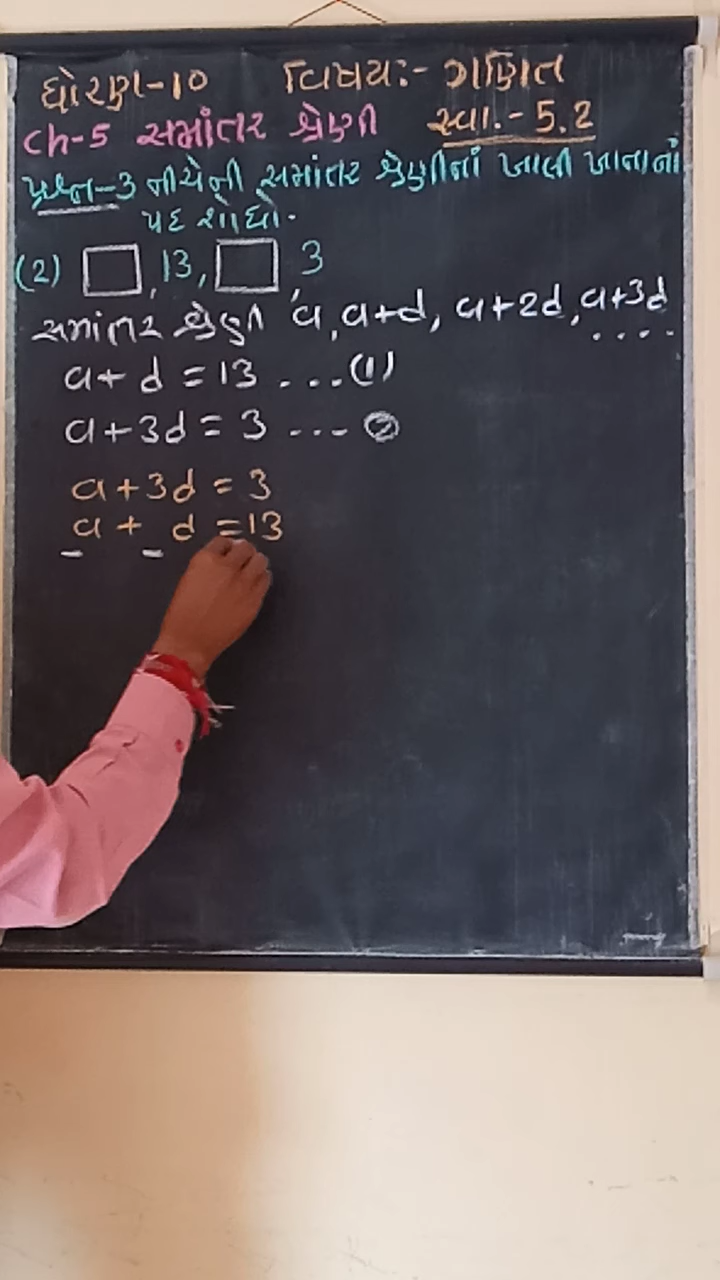 ધોરણ-10 વિષય:- ગણિત
ch-5 સમાંતર શ્રેણી સ્વા.- 5.2
પ્રશ્ન-3 નીચેની સમાંતર શ્રેણીનાં ખાલી ખાનાનાં
પદ શોધો.
(2) □, 13, □ 3
સમાંતર શ્રેણી a, a+d, a+2d, a+3d
....
a + d = 13 ...(1)
a + 3d = 3 --- ②
a + 3d = 3
a + d = 13
– –